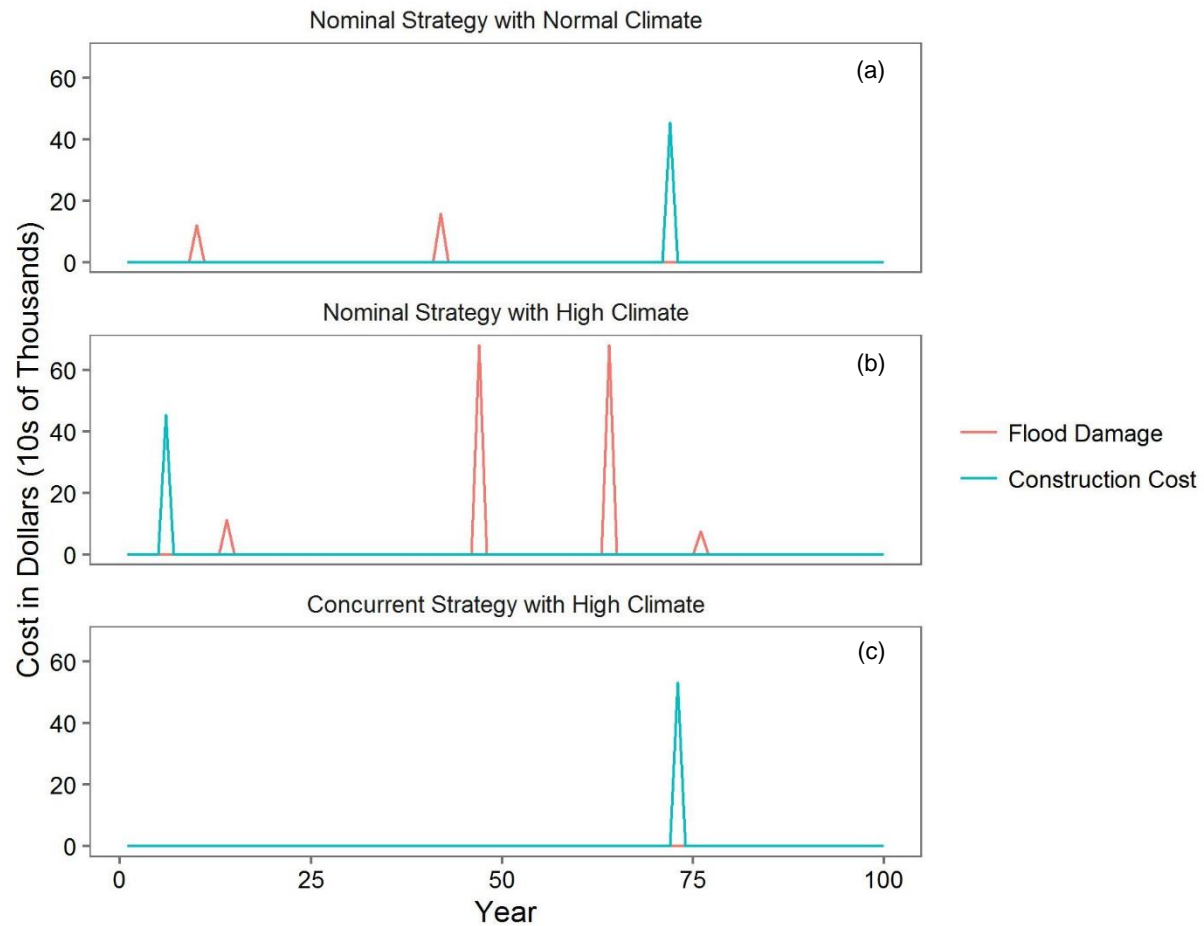 Nominal Strategy with Normal Climate
(a)
60
40
20
0
Nominal Strategy with High Climate
(b)
60
40
20
0
Concurrent Strategy with High Climate
(c)
60
40
20
0
0 25 50 75 100
Year
Cost in Dollars (10s of Thousands)
Flood Damage
Construction Cost